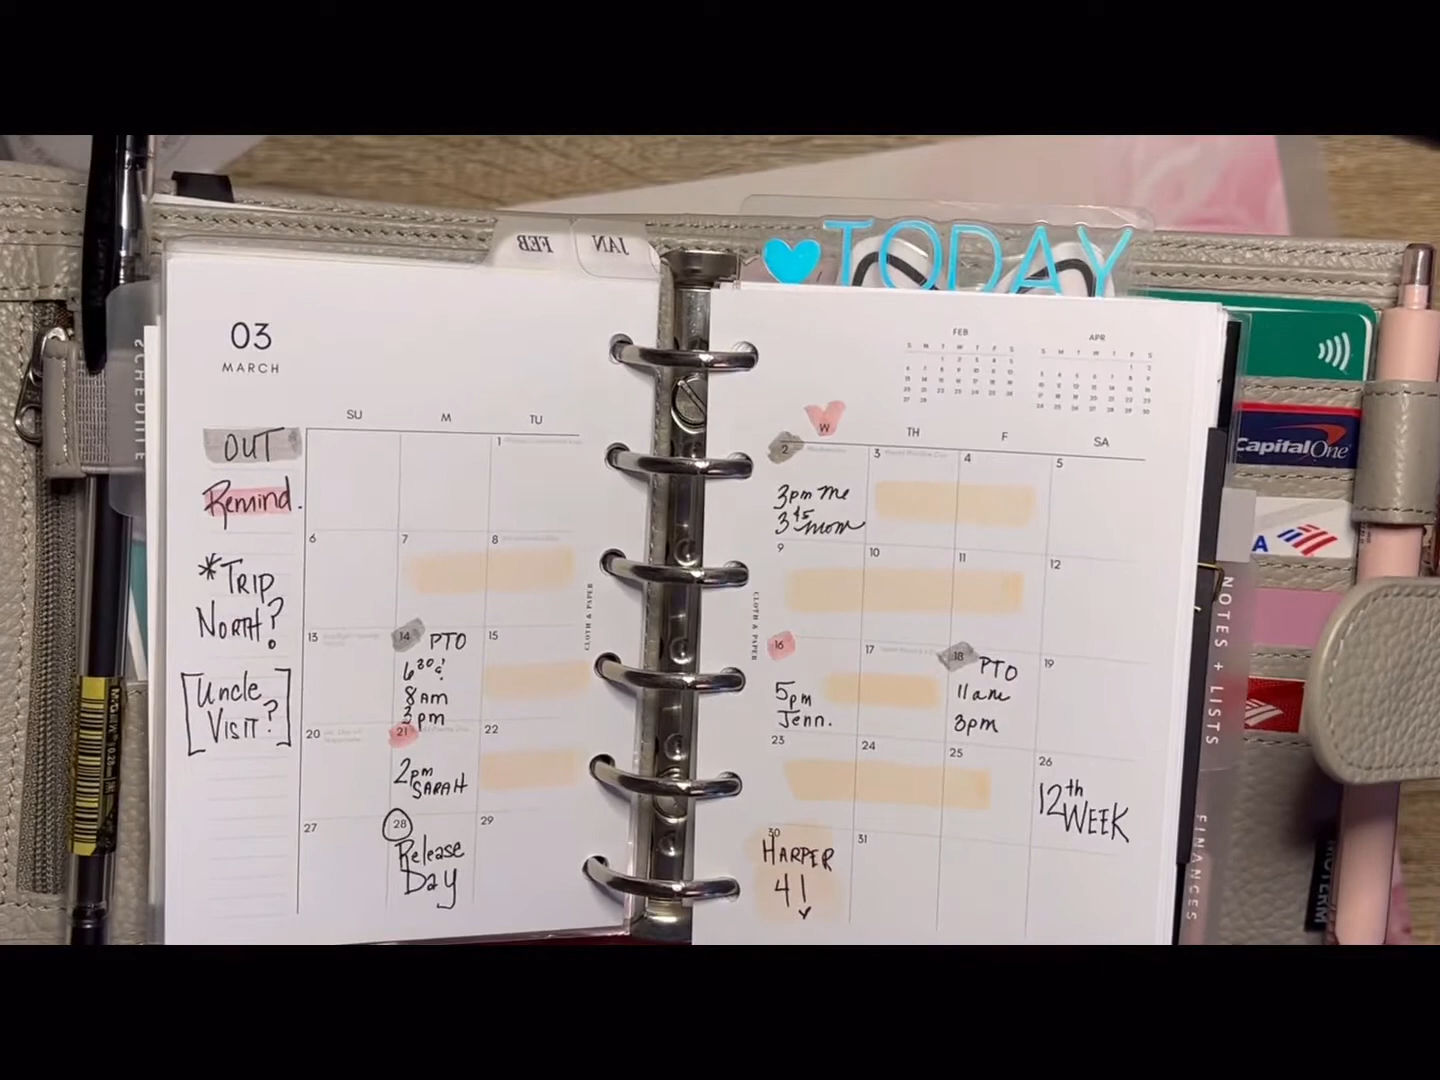 JAN
FEB
TODAY
03
MARCH
SU M TU
OUT
Remind.
*TRIP
NORTH?
[Uncle
VISIT?]
1
6 7 8
13 14 PTO 15
6:30
8AM
3pm
20 21 22
2pm
SARAH
27 28 29
Release
Day
CLOTH & PAPER
FEB
S M T W T F S
APR
S M T W T F S
W TH F SA
2 3 4 5
3pm me
3:45 mom
9 10 11 12
16 17 18 PTO 19
5pm
Jenn.
11am
3pm
23 24 25 26
12th
WEEK
30 31
HARPER
4!
CLOTH & PAPER
SCHEDULE
NOTES + LISTS
FINANCES
CapitalOne
A